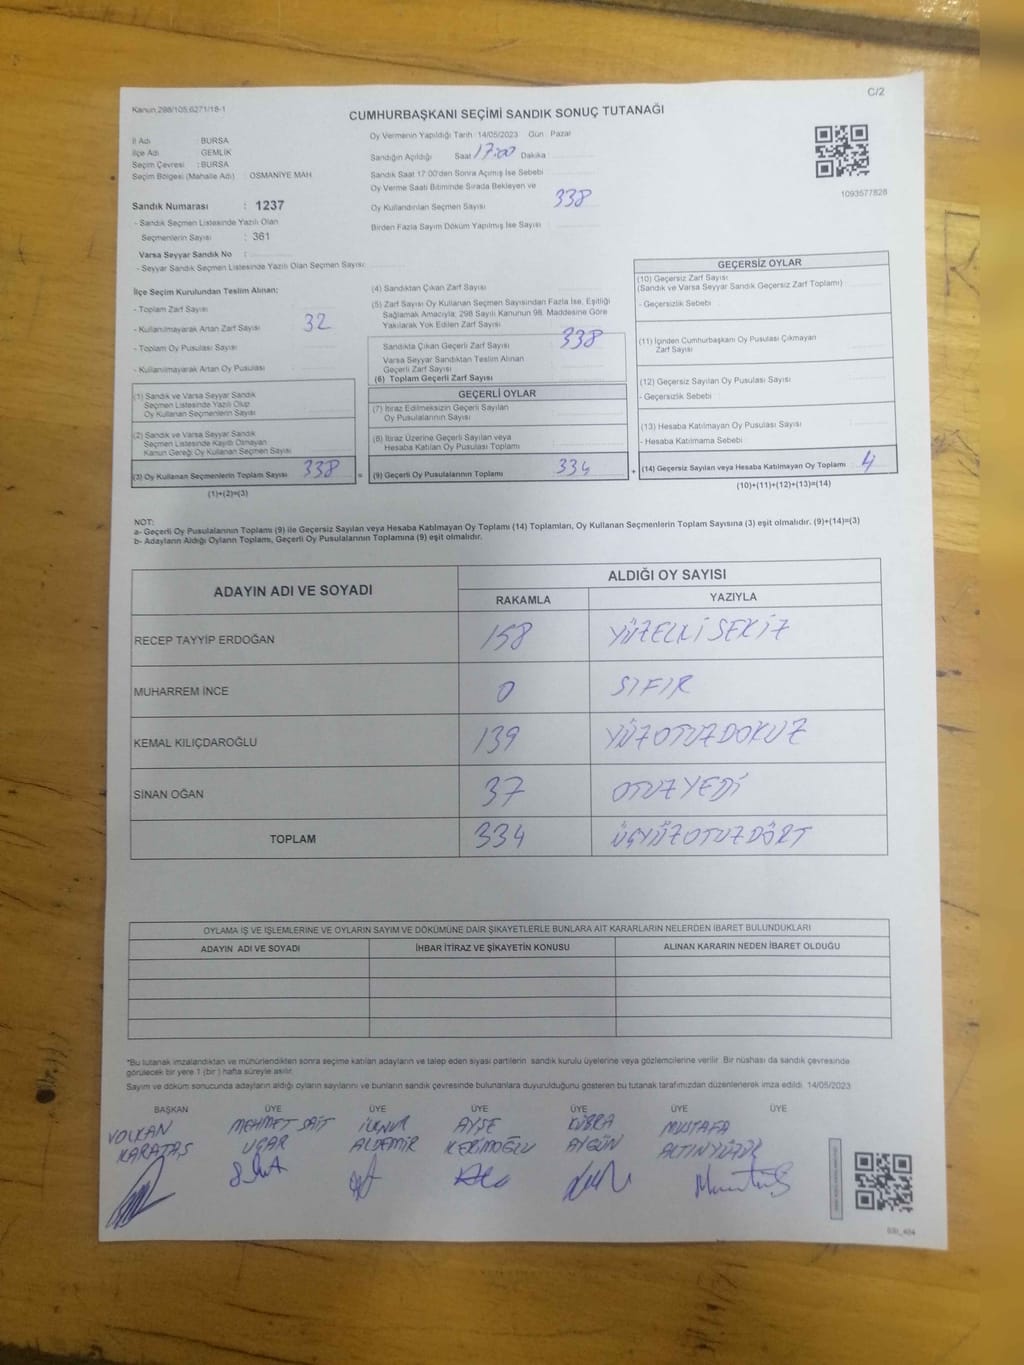 C/2
Kanun 298/105,6271/18-1
CUMHURBAŞKANI SEÇİMİ SANDIK SONUÇ TUTANAĞI
İl Adı : BURSA
İlçe Adı : GEMLİK
Seçim Çevresi : BURSA
Seçim Bölgesi (Mahalle Adı) : OSMANİYE MAH
Sandık Numarası : 1237
- Sandık Seçmen Listesinde Yazılı Olan
Seçmenlerin Sayısı : 361
Varsa Seyyar Sandık No :
- Seyyar Sandık Seçmen Listesinde Yazılı Olan Seçmen Sayısı
Oy Vermenin Yapıldığı Tarih :14/05/2023 Gün : Pazar
Sandığın Açıldığı Saat 17:00 Dakika
Sandık Saat 17:00'den Sonra Açılmış İse Sebebi
Oy Verme Saati Bitiminde Sırada Bekleyen ve
Oy Kullandırılan Seçmen Sayısı 338
Birden Fazla Sayım Döküm Yapılmış İse Sayısı
1093577828
İlçe Seçim Kurulundan Teslim Alınan:
- Toplam Zarf Sayısı
- Kullanılmayarak Artan Zarf Sayısı 32
- Toplam Oy Pusulası Sayısı
- Kullanılmayarak Artan Oy Pusulası
(1) Sandık ve Varsa Seyyar Sandık
Seçmen Listesinde Yazılı Olup
Oy Kullanan Seçmenlerin Sayısı
(2) Sandık ve Varsa Seyyar Sandık
Seçmen Listesinde Kayıtlı Olmayan
Kanun Gereği Oy Kullanan Seçmen Sayısı
(3) Oy Kullanan Seçmenlerin Toplam Sayısı 338 =
(1)+(2)=(3)
(4) Sandıktan Çıkan Zarf Sayısı
(5) Zarf Sayısı Oy Kullanan Seçmen Sayısından Fazla İse, Eşitliği
Sağlamak Amacıyla; 298 Sayılı Kanunun 98. Maddesine Göre
Yakılarak Yok Edilen Zarf Sayısı
Sandıkta Çıkan Geçerli Zarf Sayısı 338
Varsa Seyyar Sandıktan Teslim Alınan
Geçerli Zarf Sayısı
(6) Toplam Geçerli Zarf Sayısı
GEÇERLİ OYLAR
(7) İtiraz Edilmeksizin Geçerli Sayılan
Oy Pusulalarının Sayısı
(8) İtiraz Üzerine Geçerli Sayılan veya
Hesaba Katılan Oy Pusulası Toplamı
(9) Geçerli Oy Pusulalarının Toplamı 334 +
GEÇERSİZ OYLAR
(10) Geçersiz Zarf Sayısı
(Sandık ve Varsa Seyyar Sandık Geçersiz Zarf Toplamı)
- Geçersizlik Sebebi
(11) İçinden Cumhurbaşkanı Oy Pusulası Çıkmayan
Zarf Sayısı
(12) Geçersiz Sayılan Oy Pusulası Sayısı
- Geçersizlik Sebebi
(13) Hesaba Katılmayan Oy Pusulası Sayısı
- Hesaba Katılmama Sebebi
(14) Geçersiz Sayılan veya Hesaba Katılmayan Oy Toplamı 4
(10)+(11)+(12)+(13)=(14)
NOT:
a- Geçerli Oy Pusulalarının Toplamı (9) ile Geçersiz Sayılan veya Hesaba Katılmayan Oy Toplamı (14) Toplamları, Oy Kullanan Seçmenlerin Toplam Sayısına (3) eşit olmalıdır. (9)+(14)=(3)
b- Adayların Aldığı Oyların Toplamı, Geçerli Oy Pusulalarının Toplamına (9) eşit olmalıdır.
ADAYIN ADI VE SOYADI ALDIĞI OY SAYISI
RAKAMLA YAZIYLA
RECEP TAYYİP ERDOĞAN 158 YÜZELLİSEKİZ
MUHARREM İNCE 0 SIFIR
KEMAL KILIÇDAROĞLU 139 YÜZOTUZDOKUZ
SİNAN OĞAN 37 OTUZYEDİ
TOPLAM 334 ÜÇYÜZOTUZDÖRT
OYLAMA İŞ VE İŞLEMLERİNE VE OYLARIN SAYIM VE DÖKÜMÜNE DAİR ŞİKAYETLERLE BUNLARA AİT KARARLARIN NELERDEN İBARET BULUNDUKLARI
ADAYIN ADI VE SOYADI İHBAR İTİRAZ VE ŞİKAYETİN KONUSU ALINAN KARARIN NEDEN İBARET OLDUĞU
*Bu tutanak imzalandıktan ve mühürlendikten sonra seçime katılan adayların ve talep eden siyasi partilerin sandık kurulu üyelerine veya gözlemcilerine verilir. Bir nüshası da sandık çevresinde
görülecek bir yere 1 (bir) hafta süreyle asılır.
Sayım ve döküm sonucunda adayların aldığı oyların sayılarını ve bunların sandık çevresinde bulunanlara duyurulduğunu gösteren bu tutanak tarafımızdan düzenlenerek imza edildi. 14/05/2023
BAŞKAN ÜYE ÜYE ÜYE ÜYE ÜYE ÜYE
VOLKAN MEHMET SAİT İLKNUR AYŞE KÜBRA MUSTAFA
KARATAŞ UÇAR ALDEMİR KERİMOĞLU AYGÜN ALTINYÜZÜK